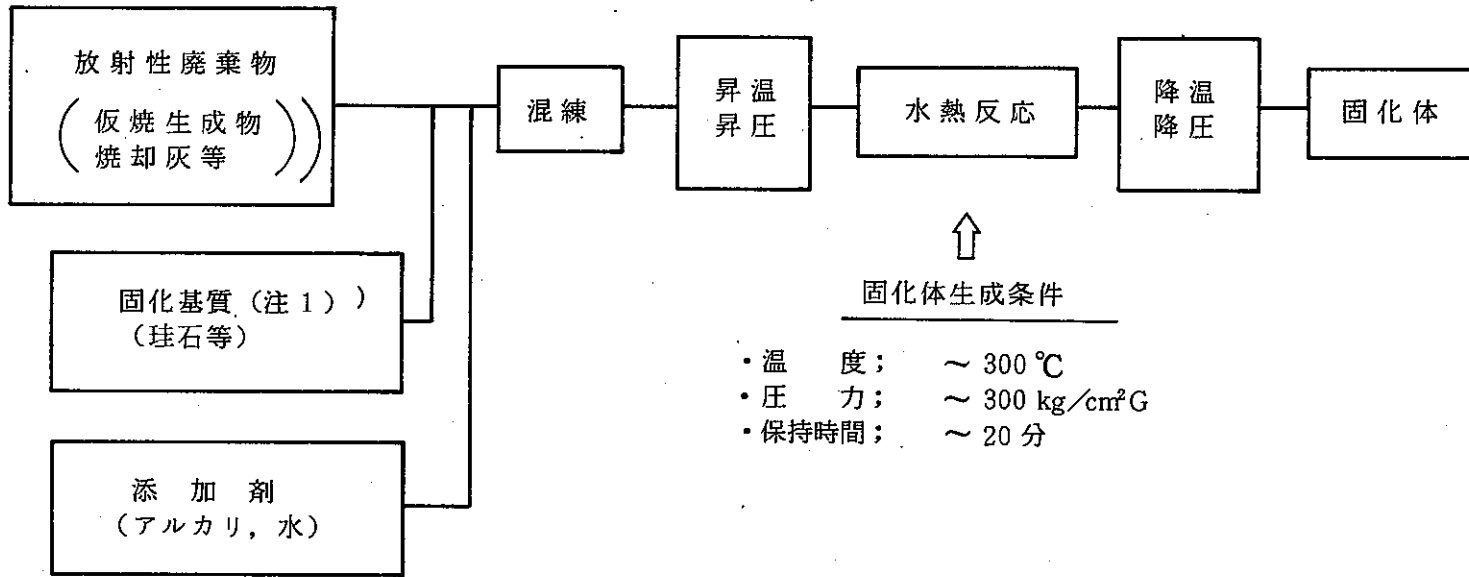 放射性廃棄物
(仮焼生成物
焼却灰等))
固化基質(注1))
(珪石等)
添加剤
(アルカリ,水)
混練
昇温
昇圧
水熱反応
降温
降圧
固化体
固化体生成条件
・温度; ~300℃
・圧力; ~300 kg/cm²G
・保持時間; ~20分